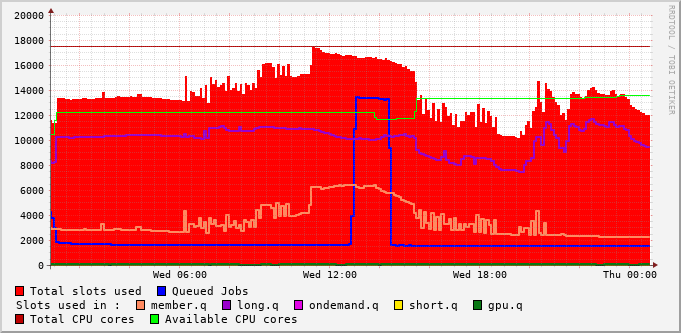 RRDTOOL / TOBI OETIKER
20000
18000
16000
14000
12000
10000
8000
6000
4000
2000
0
Wed 06:00 Wed 12:00 Wed 18:00 Thu 00:00
Total slots used Queued Jobs
Slots used in : member.q long.q ondemand.q short.q gpu.q
Total CPU cores Available CPU cores